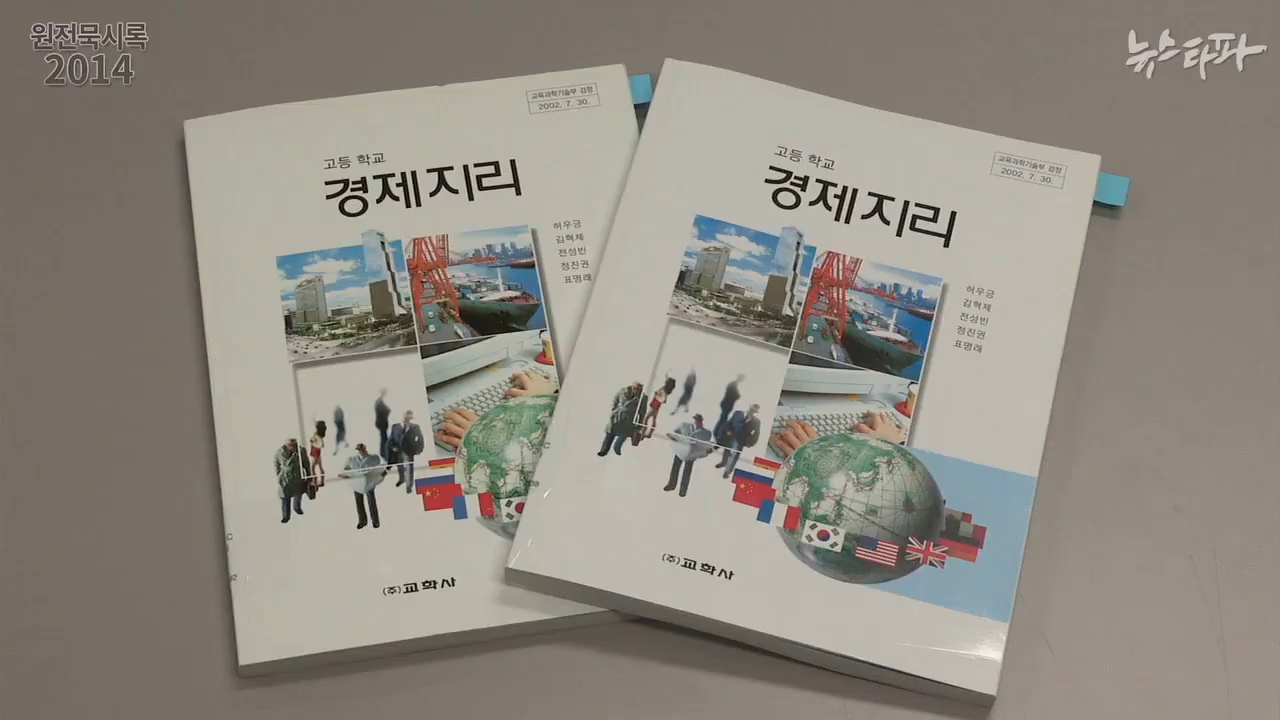 원전묵시록
2014
뉴스타파
교육과학기술부 검정
2002. 7. 30.
고등 학교
경제지리
허우긍
김혁제
전성빈
정진권
표명래
(주)교학사
교육과학기술부 검정
2002. 7. 30.
고등 학교
경제지리
허우긍
김혁제
전성빈
정진권
표명래
(주)교학사